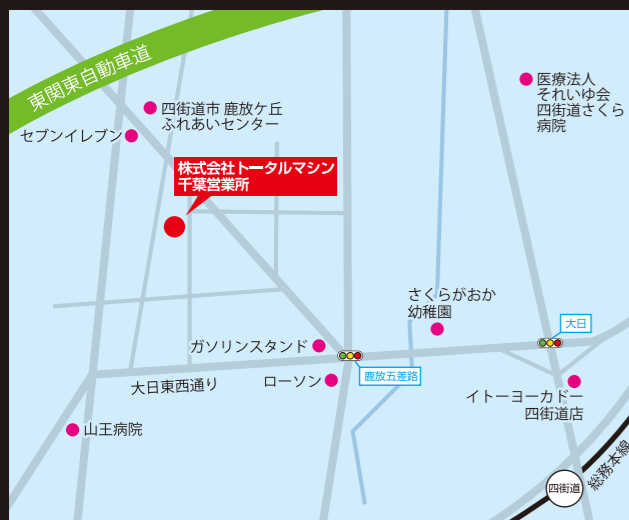 東関東自動車道
医療法人
それいゆ会
四街道さくら
病院
四街道市 鹿放ケ丘
ふれあいセンター
セブンイレブン
株式会社トータルマシン
千葉営業所
さくらがおか
幼稚園
大日
ガソリンスタンド
鹿放五差路
大日東西通り
ローソン
イトーヨーカドー
四街道店
山王病院
総務本線
四街道